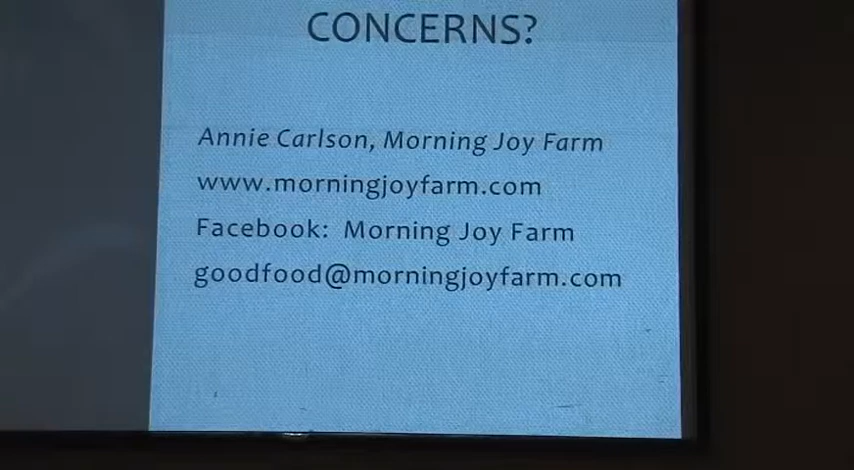 CONCERNS?
Annie Carlson, Morning Joy Farm
www.morningjoyfarm.com
Facebook: Morning Joy Farm
goodfood@morningjoyfarm.com